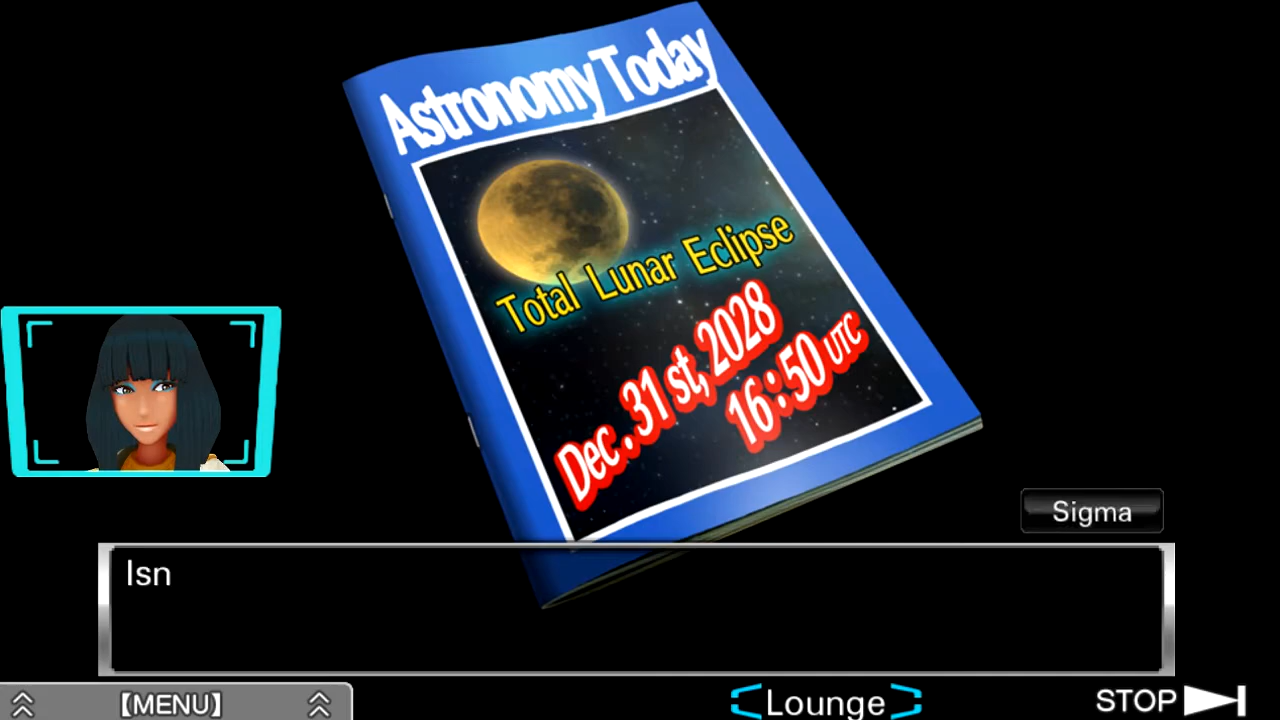 Astronomy Today
Total Lunar Eclipse
Dec. 31 st, 2028
16:50 UTC
Sigma
Isn
【MENU】
Lounge
STOP